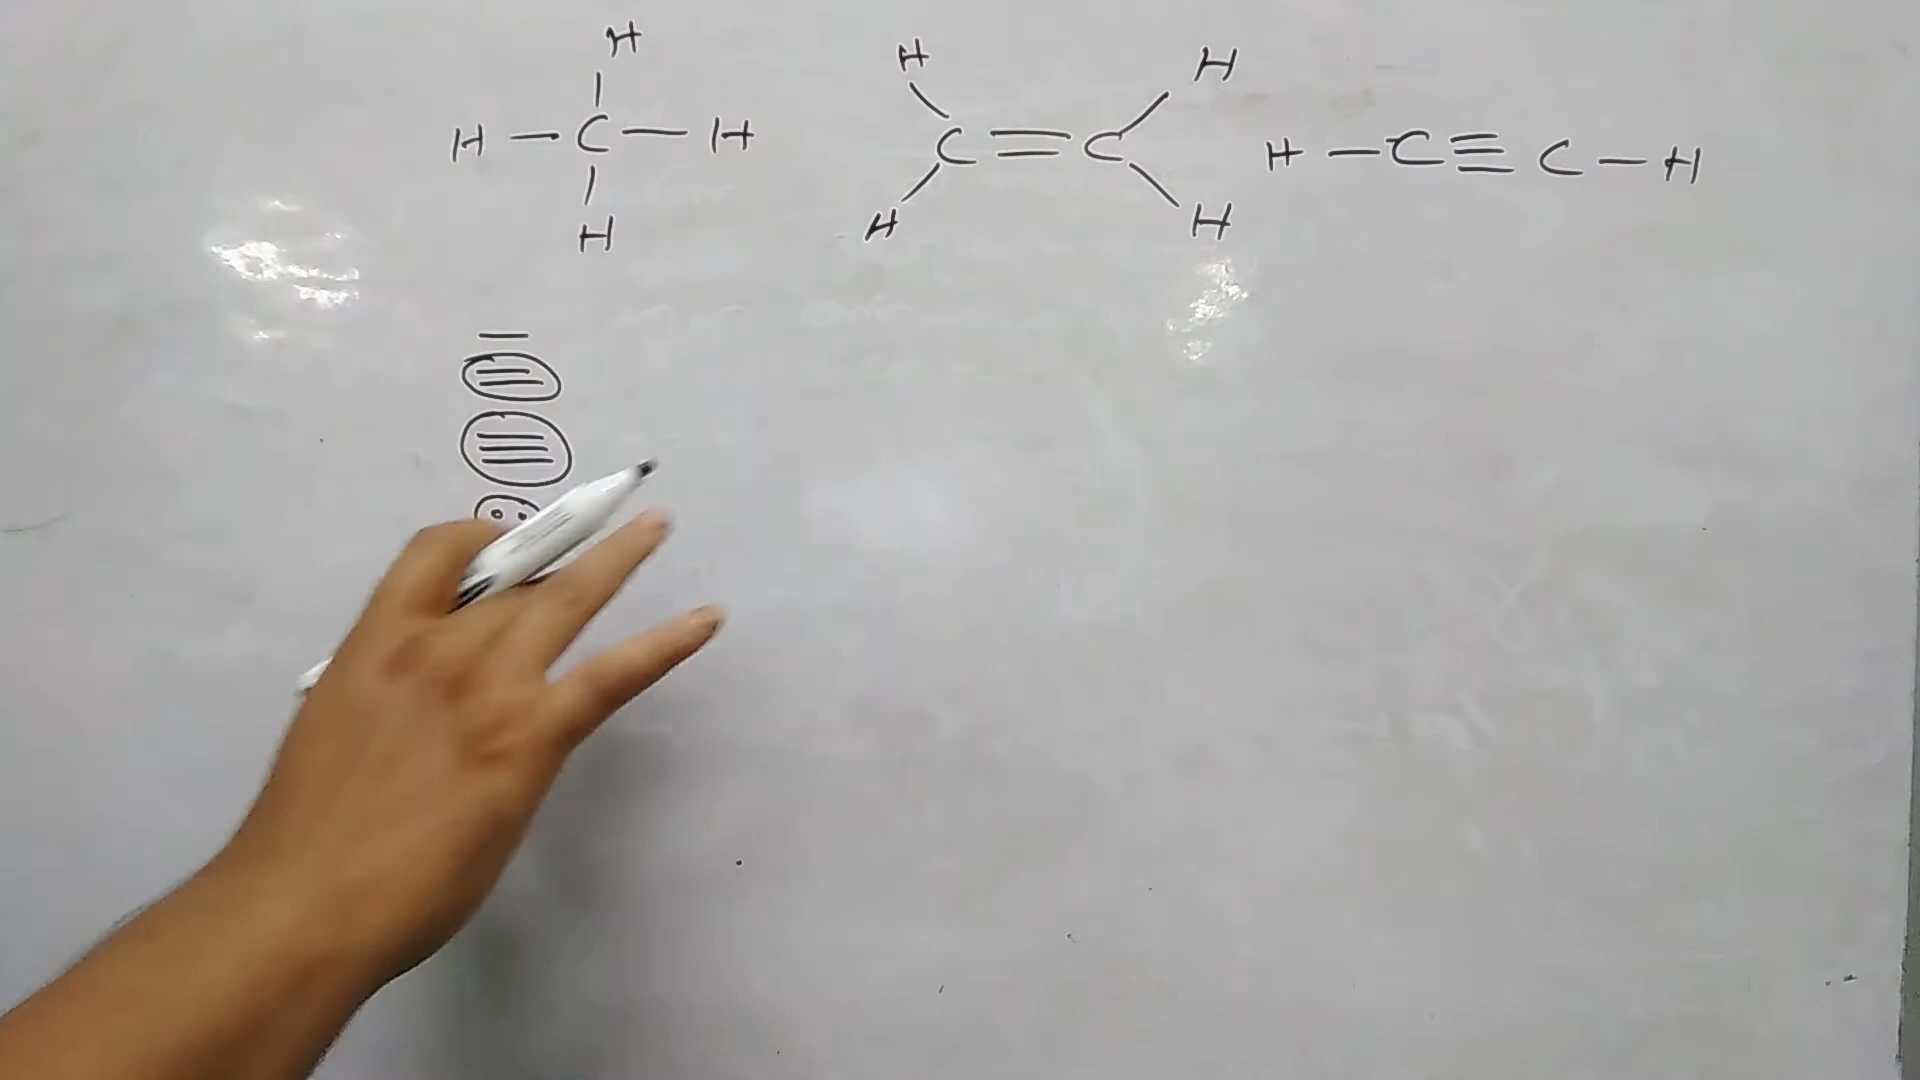 H
H — C — H
H
H H
C = C
H H
H — C ≡ C — H